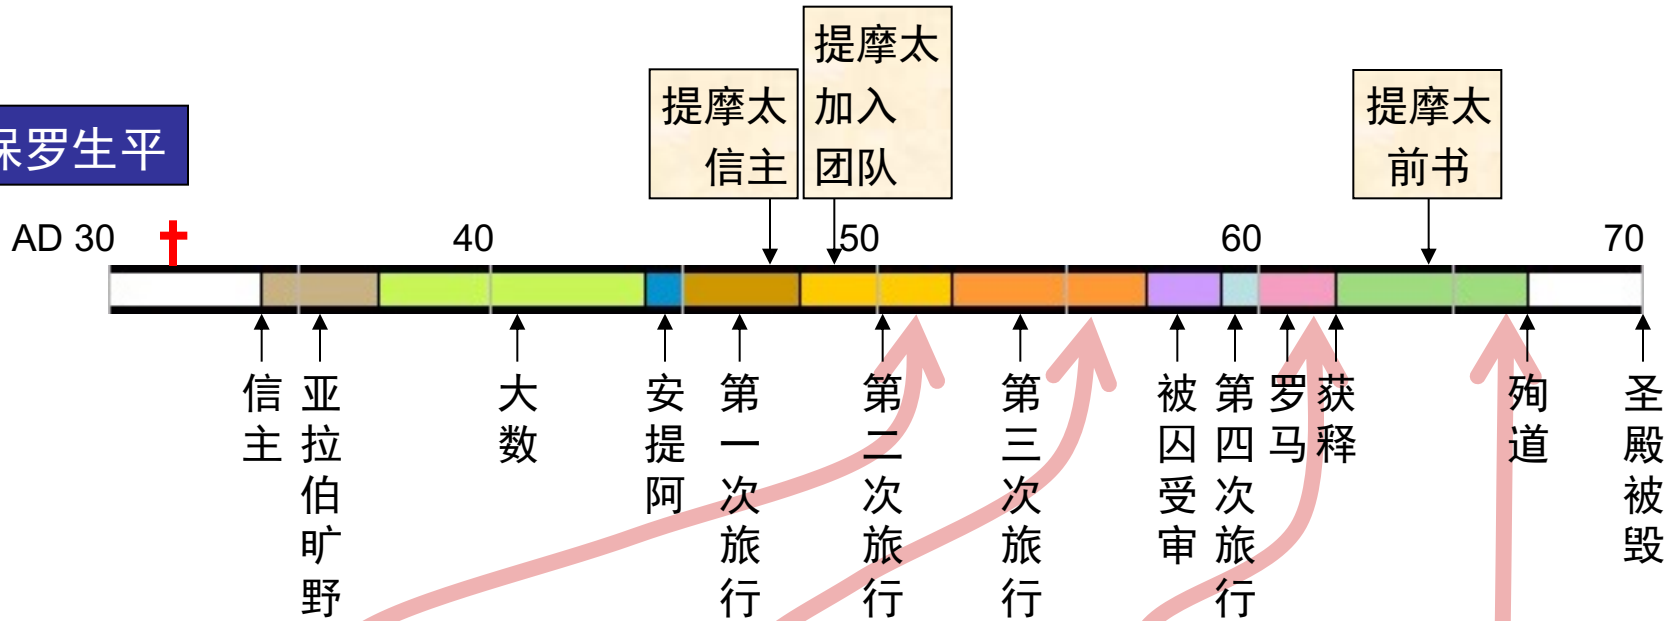 提摩太
信主
提摩太
加入
团队
提摩太
前书
保罗生平
AD 30
40
50
60
70
信主
亚拉伯旷野
大数
安提阿
第一次旅行
第二次旅行
第三次旅行
被囚受审
第四次旅行
罗马
获释
殉道
圣殿被毁